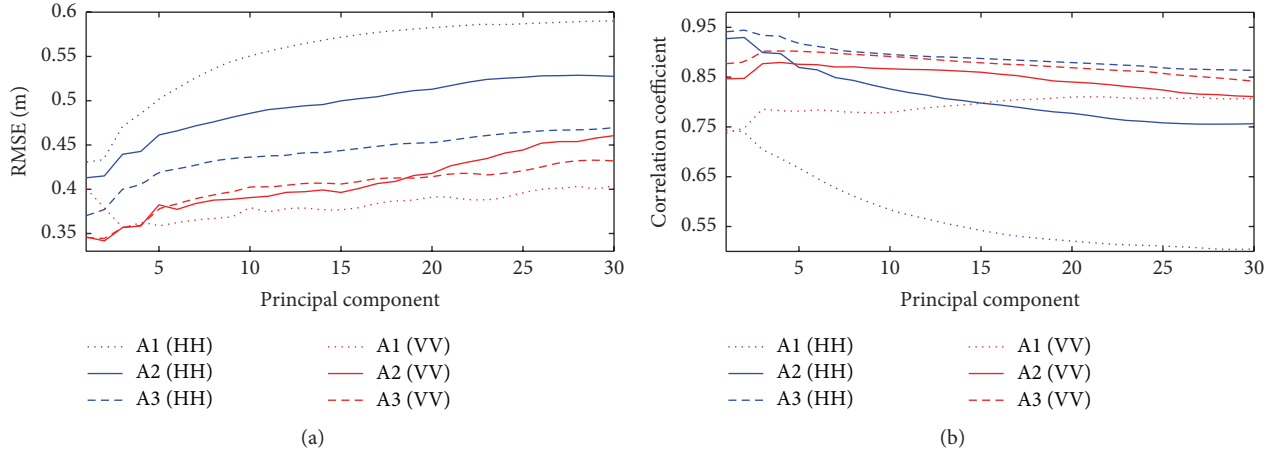 0.6
0.55
0.5
0.45
0.4
0.35
RMSE (m)
5 10 15 20 25 30
Principal component
A1 (HH)
A2 (HH)
A3 (HH)
A1 (VV)
A2 (VV)
A3 (VV)
(a)
0.95
0.85
0.75
0.65
0.55
Correlation coefficient
5 10 15 20 25 30
Principal component
A1 (HH)
A2 (HH)
A3 (HH)
A1 (VV)
A2 (VV)
A3 (VV)
(b)